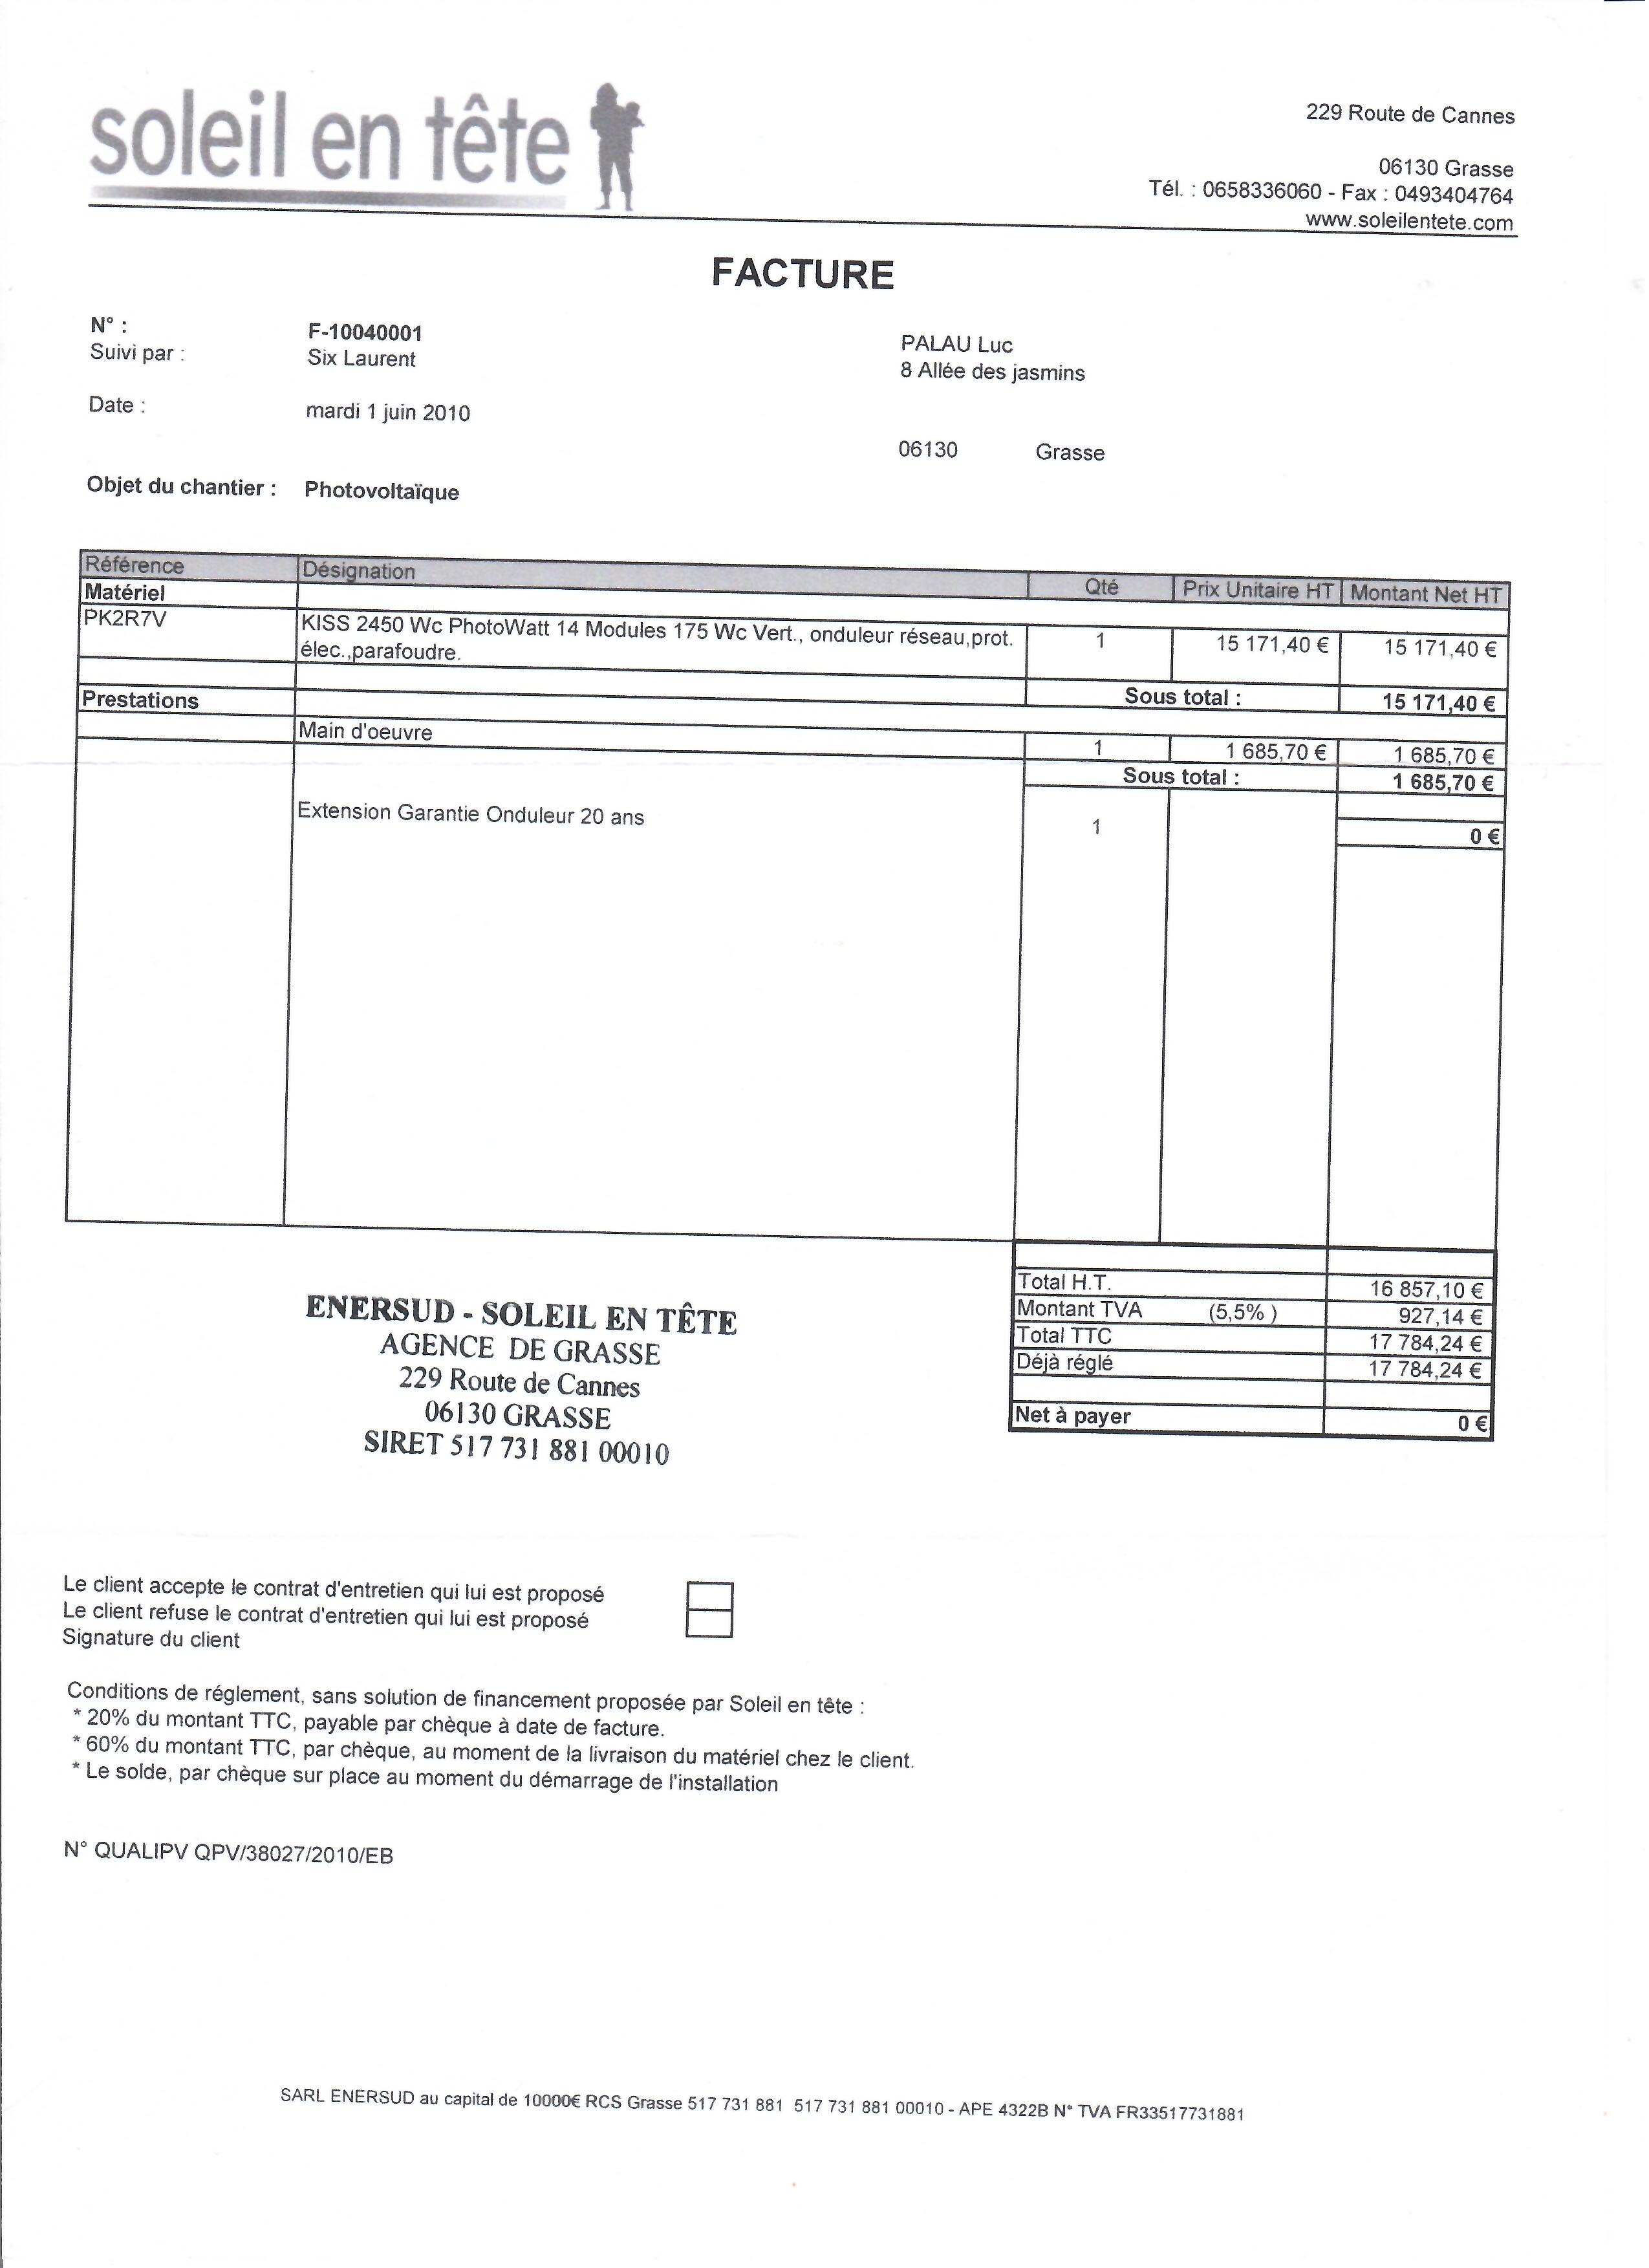 soleil en tête
229 Route de Cannes
06130 Grasse
Tél. : 0658336060 - Fax : 0493404764
www.soleilentete.com
FACTURE
N° : F-10040001
Suivi par : Six Laurent
PALAU Luc
8 Allée des jasmins
Date : mardi 1 juin 2010
06130 Grasse
Objet du chantier : Photovoltaïque
Référence Désignation Qté Prix Unitaire HT Montant Net HT
Matériel
PK2R7V KISS 2450 Wc PhotoWatt 14 Modules 175 Wc Vert., onduleur réseau,prot. 1 15 171,40 € 15 171,40 €
élec.,parafoudre.
Sous total : 15 171,40 €
Prestations
Main d'oeuvre 1 1 685,70 € 1 685,70 €
Sous total : 1 685,70 €
Extension Garantie Onduleur 20 ans 1 0 €
Total H.T. 16 857,10 €
Montant TVA (5,5% ) 927,14 €
Total TTC 17 784,24 €
Déjà réglé 17 784,24 €
Net à payer 0 €
ENERSUD - SOLEIL EN TÊTE
AGENCE DE GRASSE
229 Route de Cannes
06130 GRASSE
SIRET 517 731 881 00010
Le client accepte le contrat d'entretien qui lui est proposé
Le client refuse le contrat d'entretien qui lui est proposé
Signature du client
Conditions de réglement, sans solution de financement proposée par Soleil en tête :
* 20% du montant TTC, payable par chèque à date de facture.
* 60% du montant TTC, par chèque, au moment de la livraison du matériel chez le client.
* Le solde, par chèque sur place au moment du démarrage de l'installation
N° QUALIPV QPV/38027/2010/EB
SARL ENERSUD au capital de 10000€ RCS Grasse 517 731 881 517 731 881 00010 - APE 4322B N° TVA FR33517731881